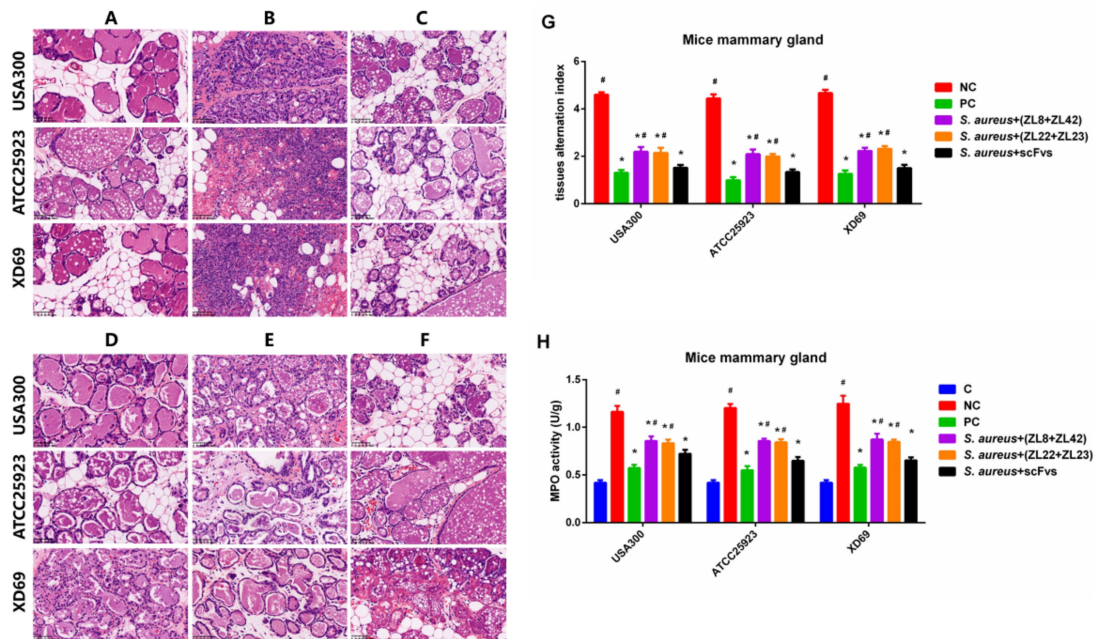 A B C
USA300
ATCC25923
XD69
D E F
USA300
ATCC25923
XD69
G
Mice mammary gland
tissues alternation index
6
4
2
0
# * *# *# *
# * *# *# *
# * *# *# *
USA300 ATCC25923 XD69
NC
PC
S. aureus+(ZL8+ZL42)
S. aureus+(ZL22+ZL23)
S. aureus+scFvs
H
Mice mammary gland
MPO activity (U/g)
1.5
1.0
0.5
0.0
# * *# *# *
# * *# *# *
# * *# *# *
USA300 ATCC25923 XD69
C
NC
PC
S. aureus+(ZL8+ZL42)
S. aureus+(ZL22+ZL23)
S. aureus+scFvs